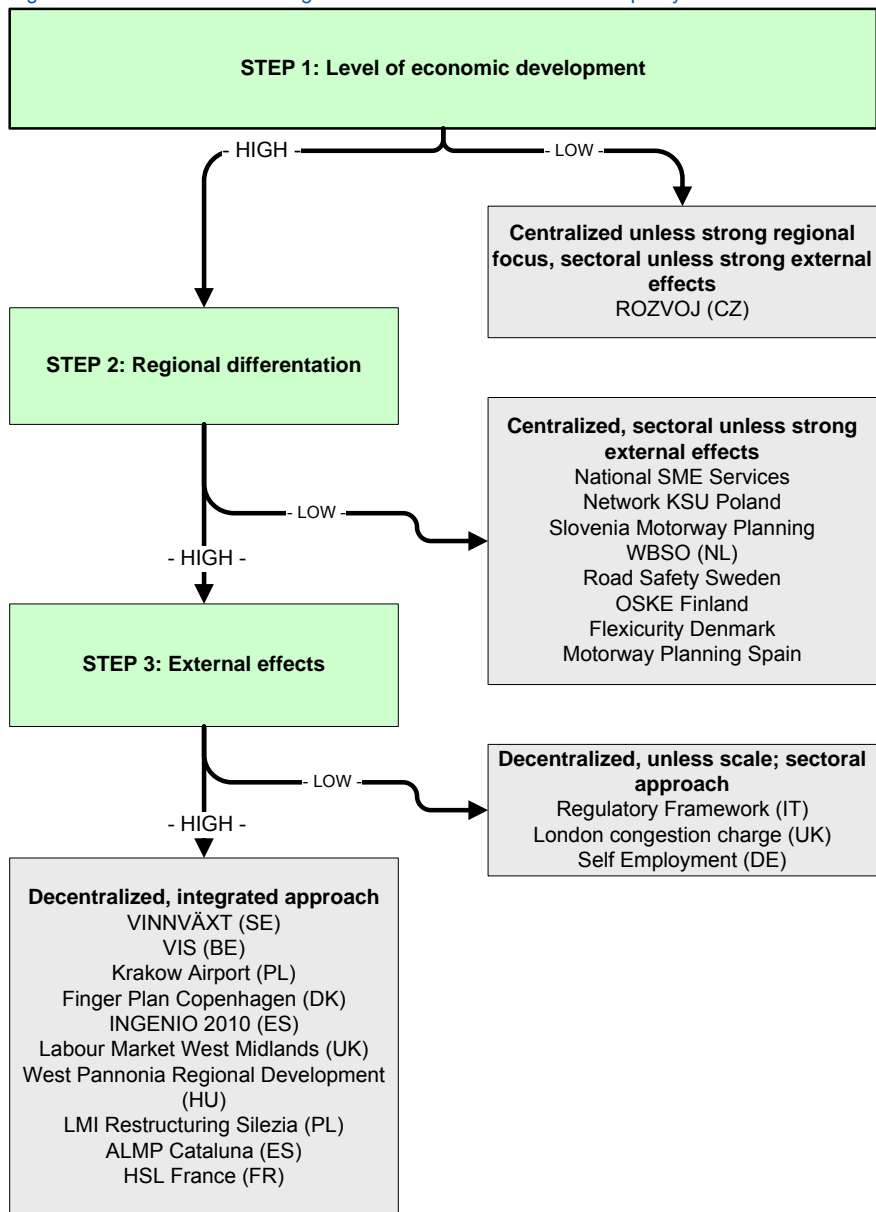 STEP 1: Level of economic development
- HIGH -
- LOW -
Centralized unless strong regional
focus, sectoral unless strong external
effects
ROZVOJ (CZ)
STEP 2: Regional differentation
Centralized, sectoral unless strong
external effects
National SME Services
Network KSU Poland
Slovenia Motorway Planning
WBSO (NL)
Road Safety Sweden
OSKE Finland
Flexicurity Denmark
Motorway Planning Spain
- LOW -
- HIGH -
STEP 3: External effects
Decentralized, unless scale; sectoral
approach
Regulatory Framework (IT)
London congestion charge (UK)
Self Employment (DE)
- LOW -
- HIGH -
Decentralized, integrated approach
VINNVÄXT (SE)
VIS (BE)
Krakow Airport (PL)
Finger Plan Copenhagen (DK)
INGENIO 2010 (ES)
Labour Market West Midlands (UK)
West Pannonia Regional Development
(HU)
LMI Restructuring Silezia (PL)
ALMP Cataluna (ES)
HSL France (FR)